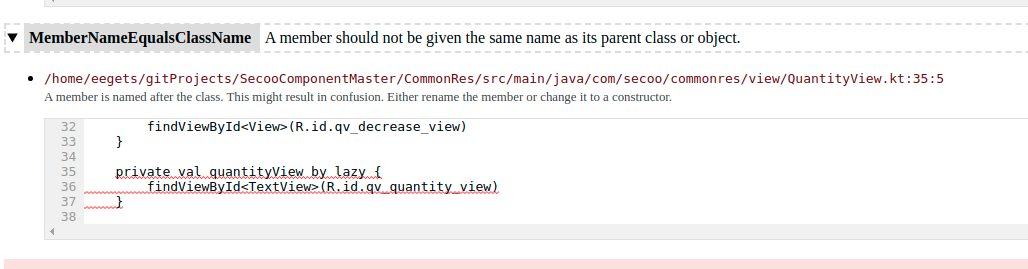 ▼ MemberNameEqualsClassName A member should not be given the same name as its parent class or object.
• /home/eegets/gitProjects/SecooComponentMaster/CommonRes/src/main/java/com/secoo/commonres/view/QuantityView.kt:35:5
A member is named after the class. This might result in confusion. Either rename the member or change it to a constructor.
32 findViewById<View>(R.id.qv_decrease_view)
33 }
34
35 private val quantityView by lazy {
36 findViewById<TextView>(R.id.qv_quantity_view)
37 }
38